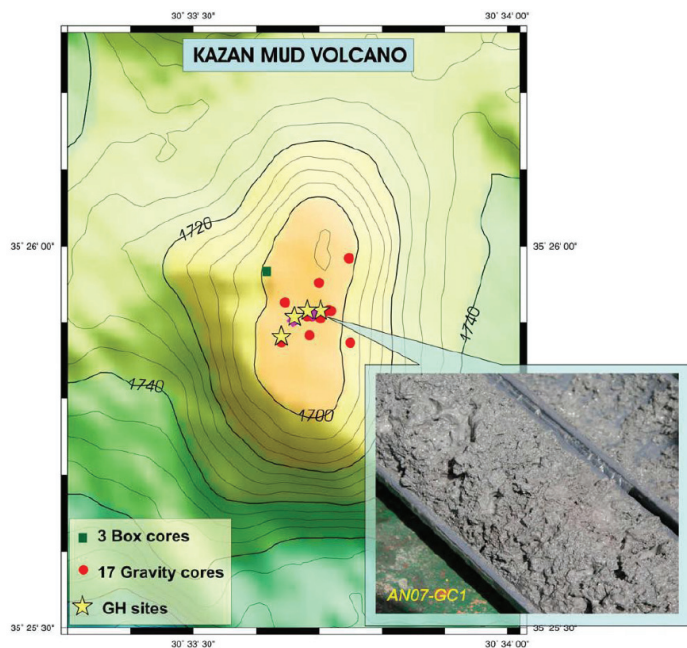 30° 33' 30"
30° 34' 00"
KAZAN MUD VOLCANO
1720
35° 26' 00"
35° 26' 00"
1740
1740
1700
3 Box cores
17 Gravity cores
GH sites
AN07-GC1
35° 25' 30"
35° 25' 30"
30° 33' 30"
30° 34' 00"